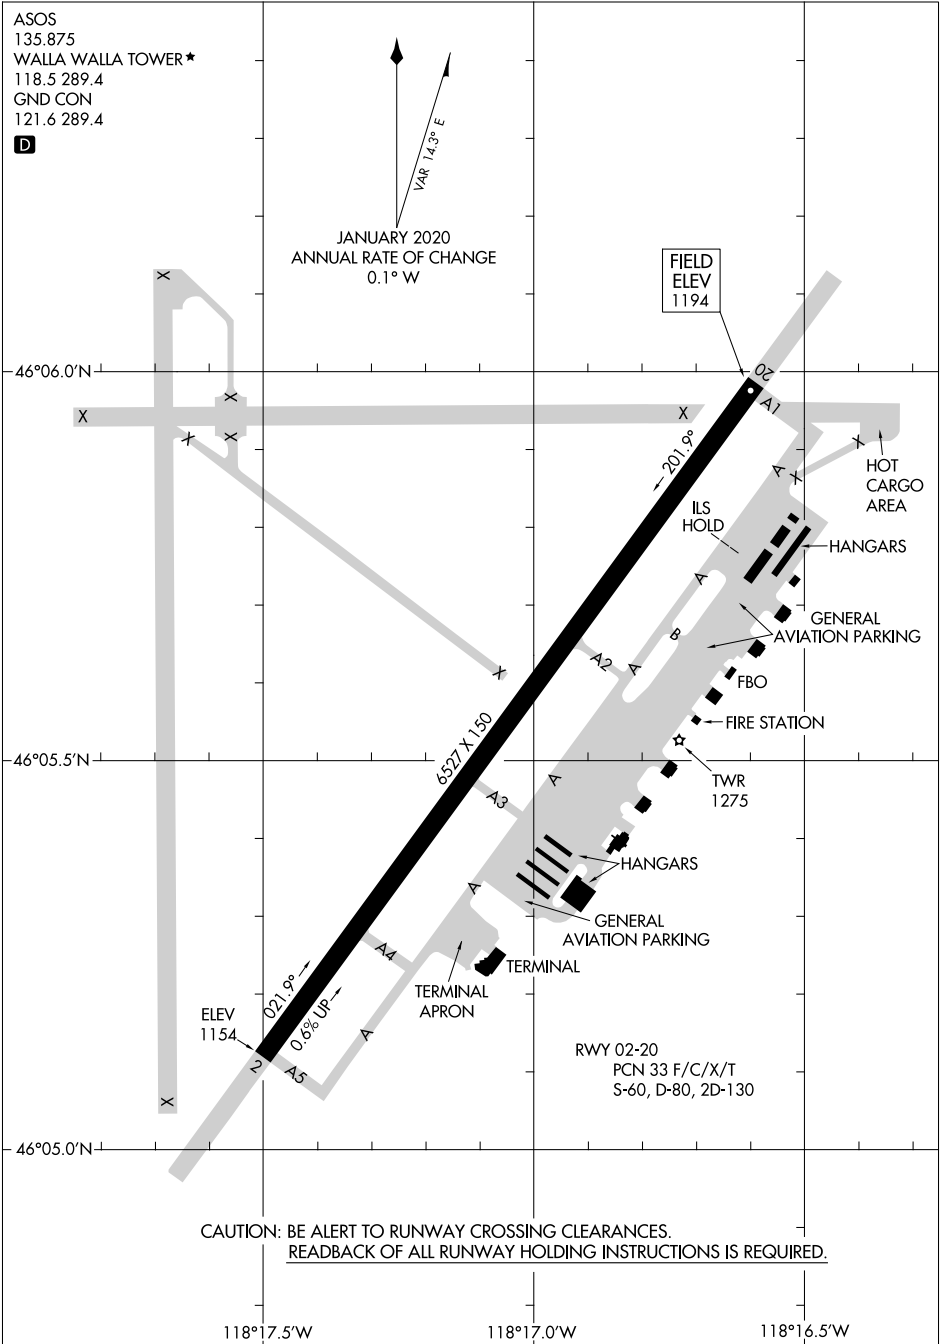 ASOS
135.875
WALLA WALLA TOWER★
118.5 289.4
GND CON
121.6 289.4
D
VAR 14.3° E
JANUARY 2020
ANNUAL RATE OF CHANGE
0.1° W
FIELD
ELEV
1194
X
46°06.0'N
20
X
X
X
A1
X
X
X
201.9°
A
X
HOT
CARGO
AREA
ILS
HOLD
HANGARS
A
GENERAL
AVIATION PARKING
B
A2
A
X
FBO
FIRE STATION
6527 X 150
46°05.5'N
TWR
1275
A
A3
HANGARS
A
GENERAL
AVIATION PARKING
A4
TERMINAL
TERMINAL
APRON
021.9°
0.6% UP
ELEV
1154
A
2
A5
RWY 02-20
PCN 33 F/C/X/T
S-60, D-80, 2D-130
X
46°05.0'N
CAUTION: BE ALERT TO RUNWAY CROSSING CLEARANCES.
READBACK OF ALL RUNWAY HOLDING INSTRUCTIONS IS REQUIRED.
118°17.5'W
118°17.0'W
118°16.5'W